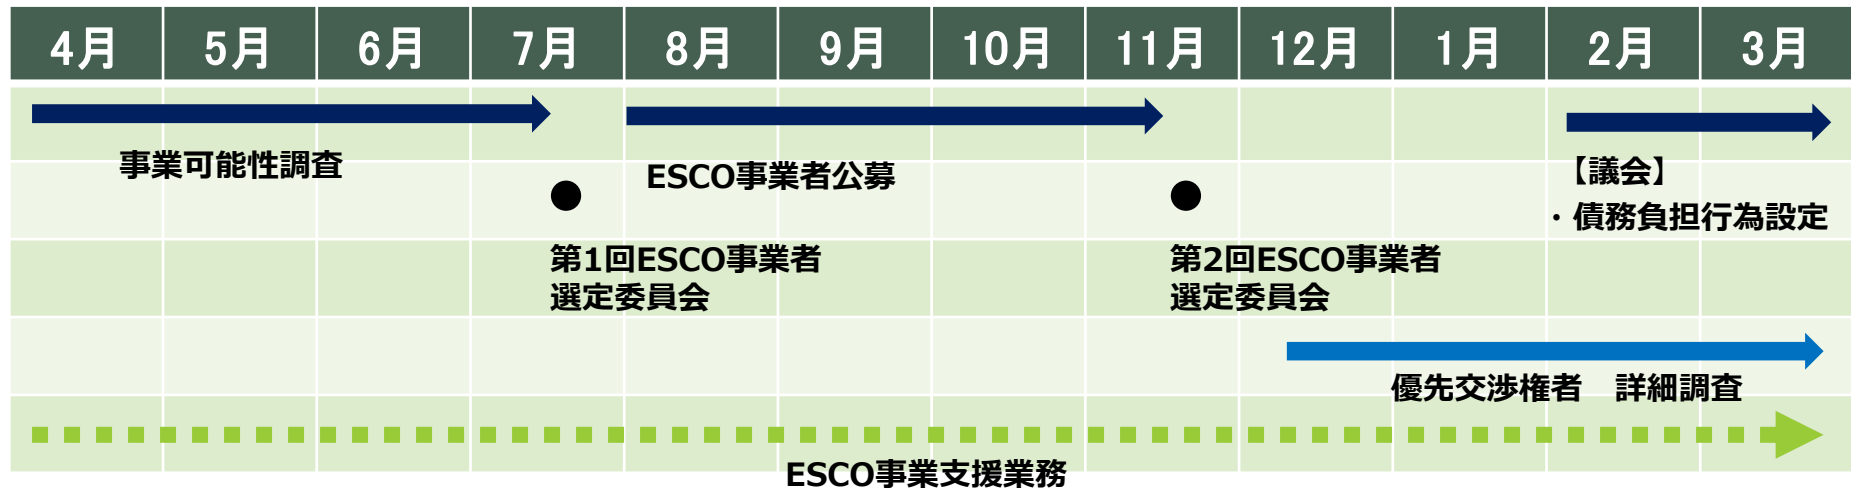 4月 5月 6月 7月 8月 9月 10月 11月 12月 1月 2月 3月
事業可能性調査
ESCO事業者公募
【議会】
・債務負担行為設定
第1回ESCO事業者
選定委員会
第2回ESCO事業者
選定委員会
優先交渉権者　詳細調査
ESCO事業支援業務